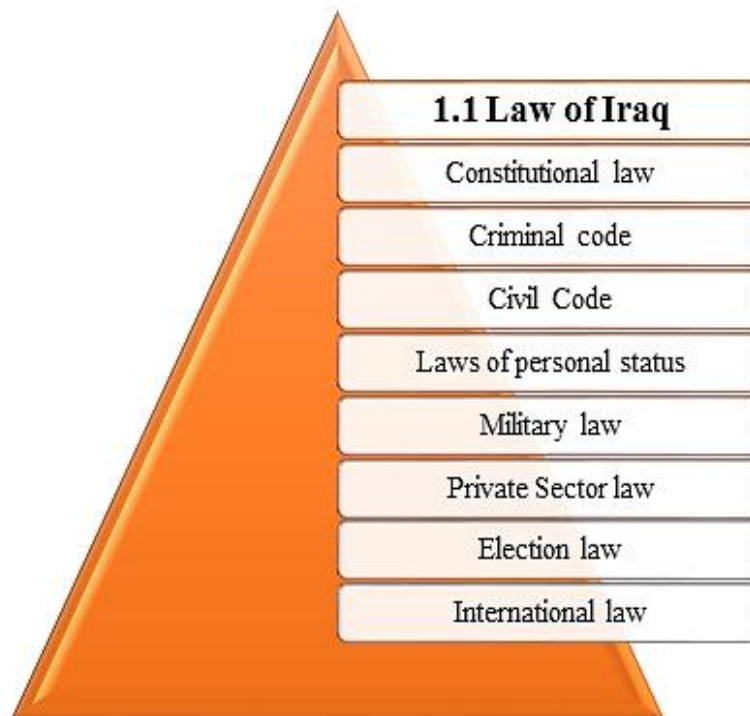 1.1 Law of Iraq
Constitutional law
Criminal code
Civil Code
Laws of personal status
Military law
Private Sector law
Election law
International law